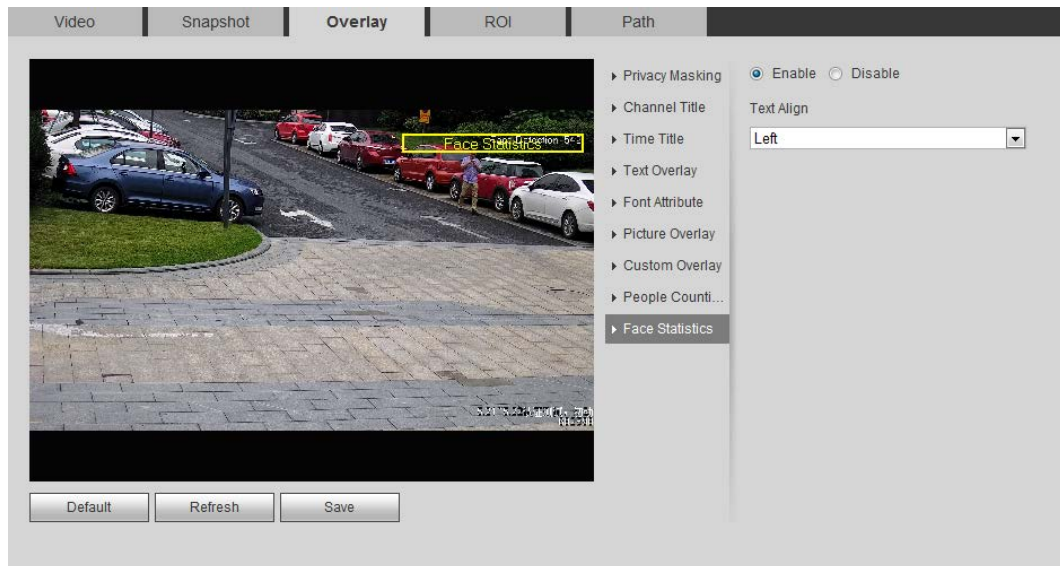 Video Snapshot Overlay ROI Path
Face Statistics
Privacy Masking
Channel Title
Time Title
Text Overlay
Font Attribute
Picture Overlay
Custom Overlay
People Counti...
Face Statistics
Enable Disable
Text Align
Left
Default Refresh Save